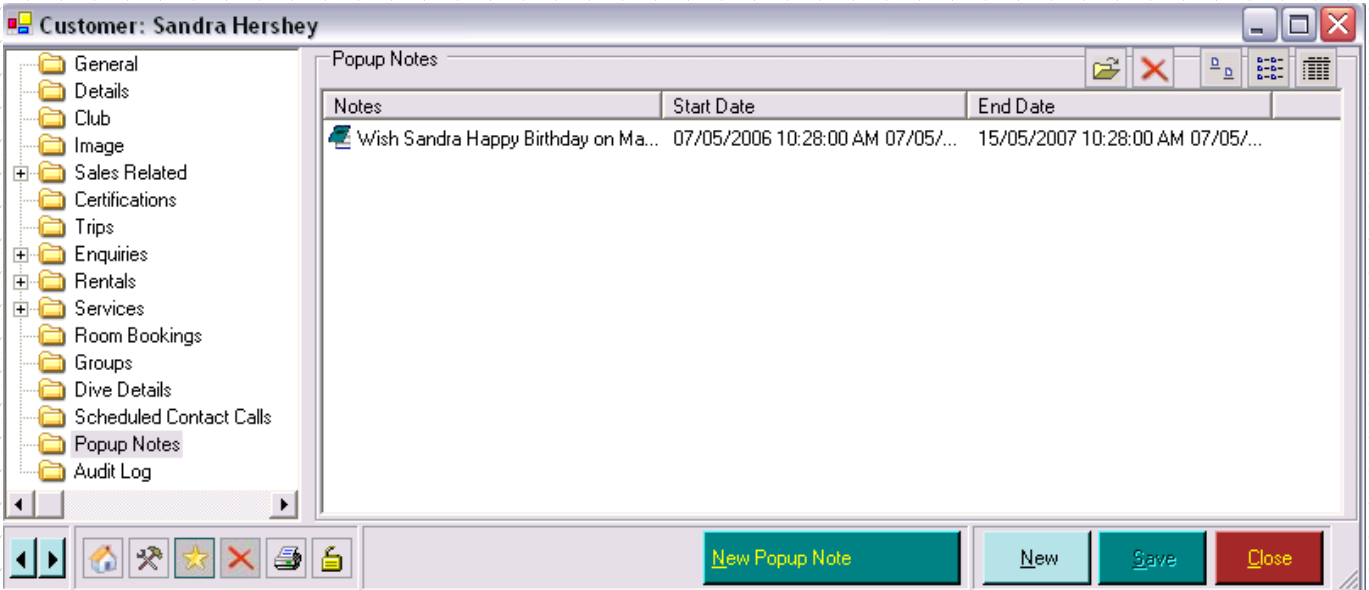 Customer: Sandra Hershey
General
Details
Club
Image
Sales Related
Certifications
Trips
Enquiries
Rentals
Services
Room Bookings
Groups
Dive Details
Scheduled Contact Calls
Popup Notes
Audit Log
Popup Notes
Notes Start Date End Date
Wish Sandra Happy Birthday on Ma... 07/05/2006 10:28:00 AM 07/05/... 15/05/2007 10:28:00 AM 07/05/...
New Popup Note New Save Close